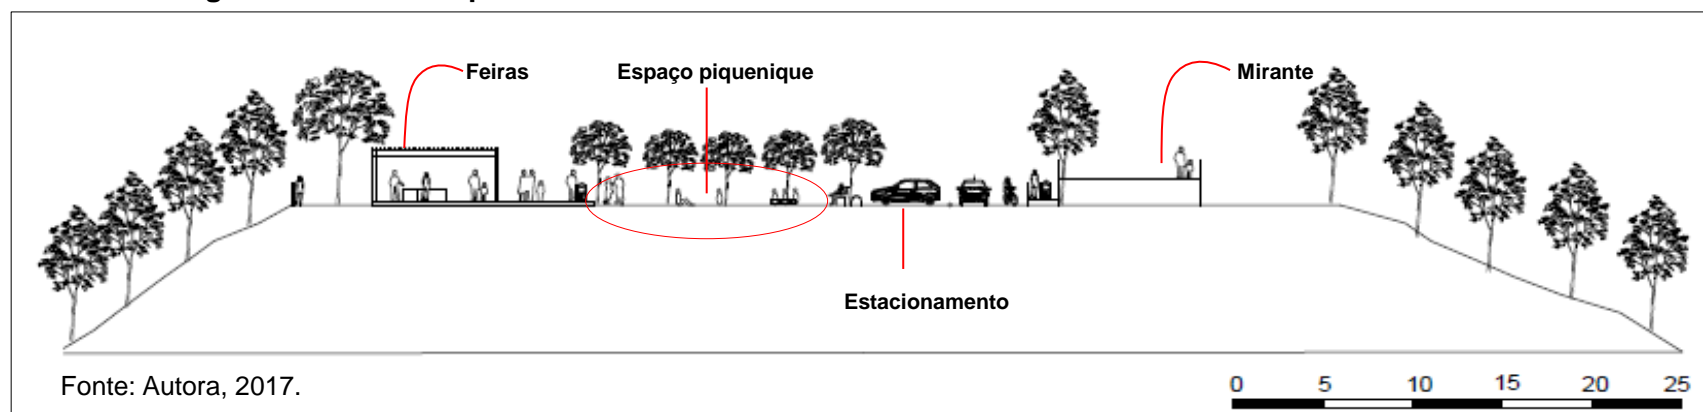 Feiras
Espaço piquenique
Mirante
Estacionamento
Fonte: Autora, 2017.
0 5 10 15 20 25